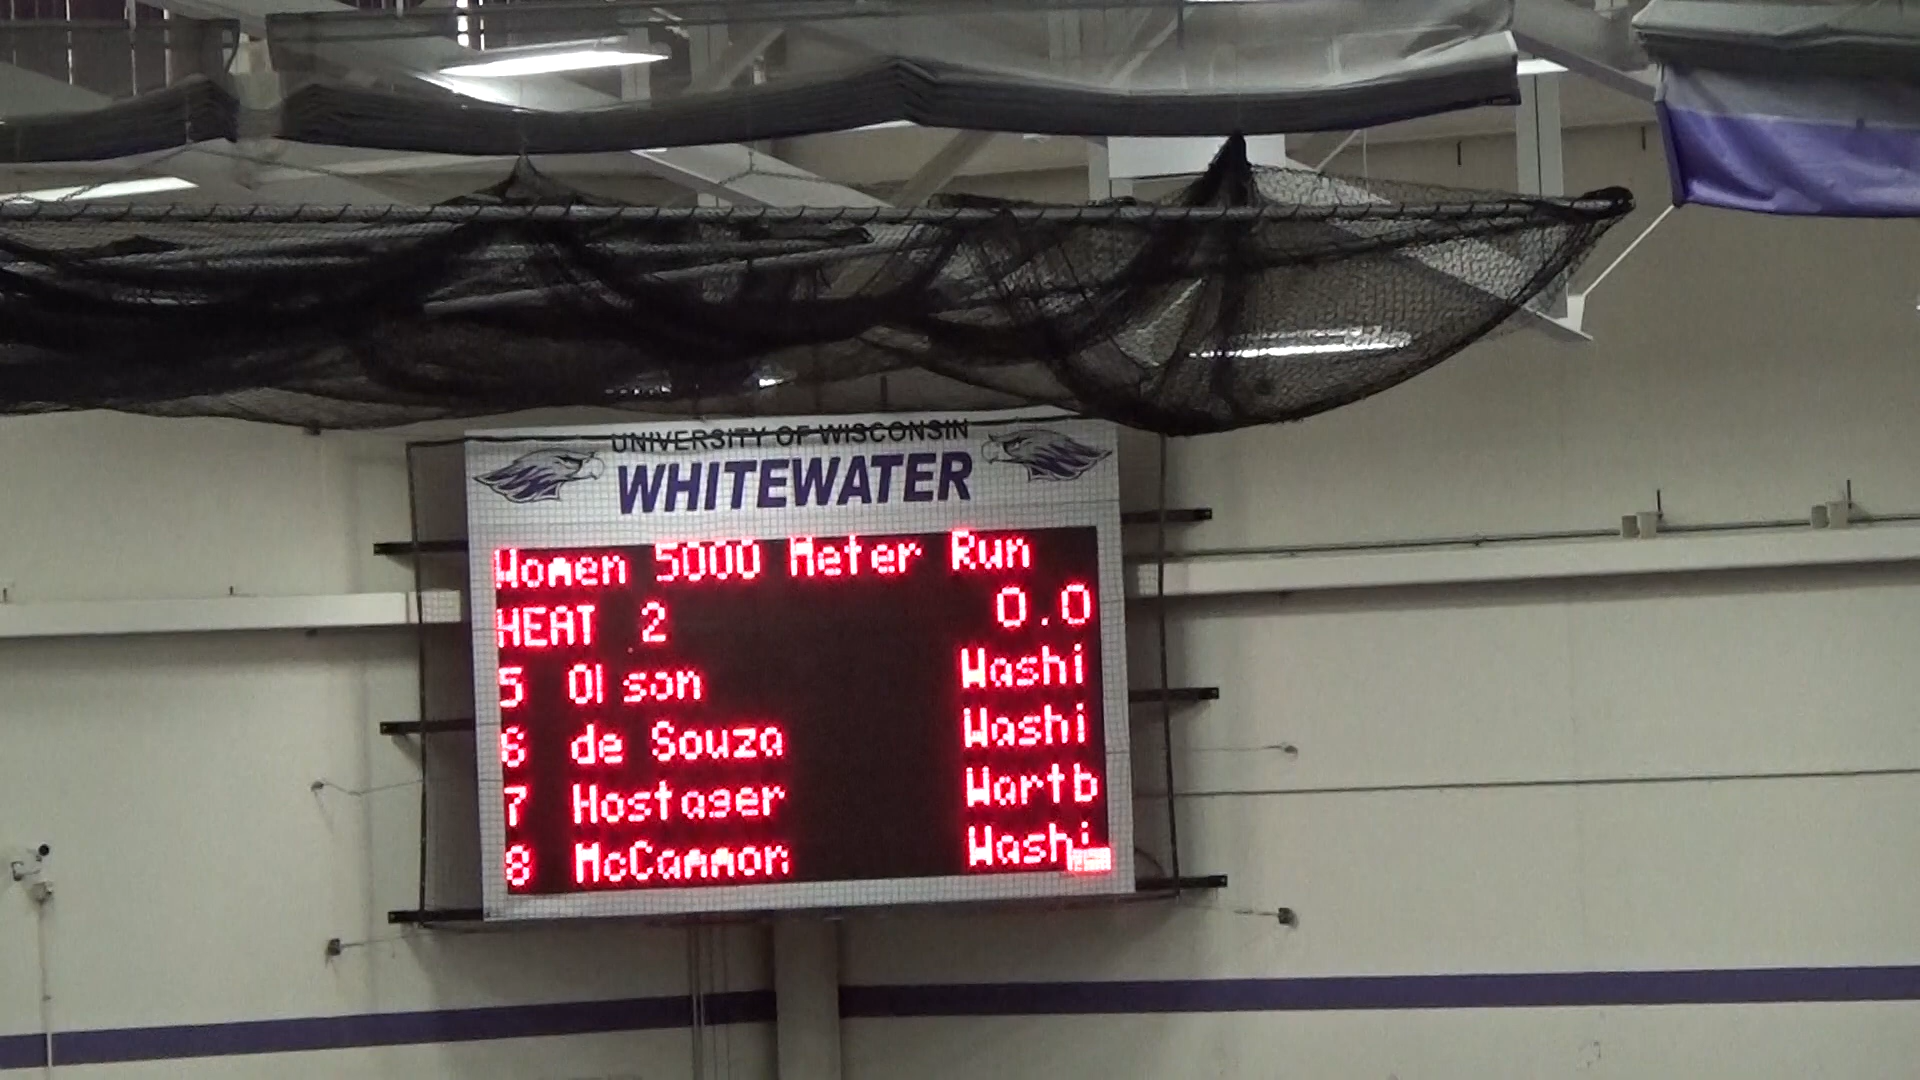 UNIVERSITY OF WISCONSIN
WHITEWATER
Women 5000 Meter Run
HEAT 2 0.0
5 Olson Washi
6 de Souza Washi
7 Hostager Wartb
8 McCammon Washi